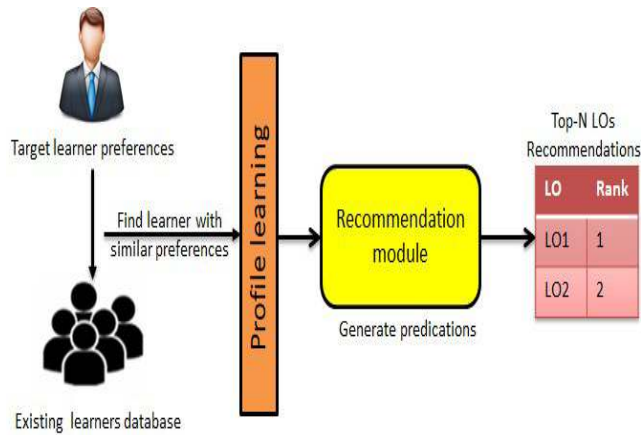 Target learner preferences
Find learner with
similar preferences
Existing learners database
Profile learning
Recommendation
module
Generate predications
Top-N LOs
Recommendations
LO Rank
LO1 1
LO2 2